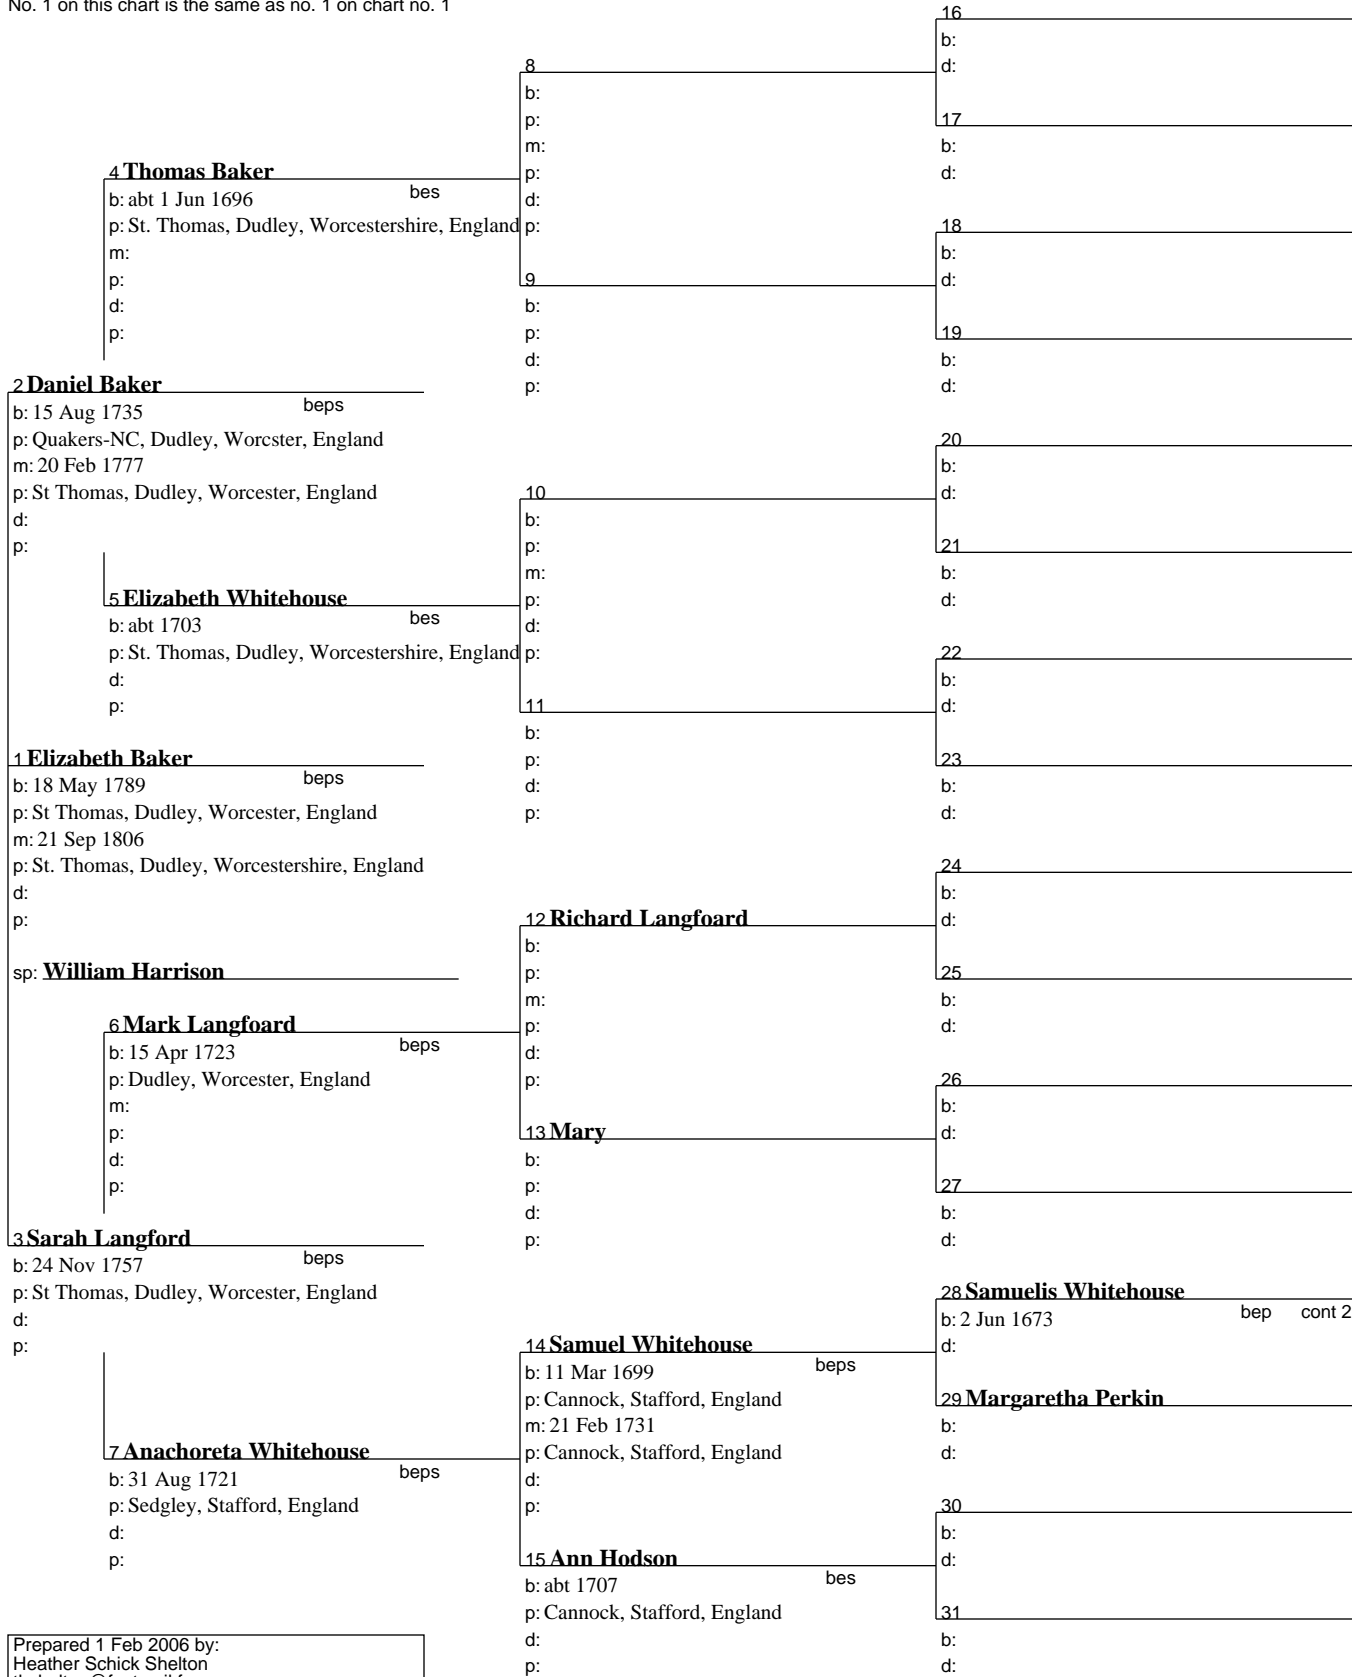 No. 1 on this chart is the same as no. 1 on chart no. 1
16
b:
d:
8
b:
p:
m:
p:
d:
p:
17
b:
d:
4 Thomas Baker
bes
b: abt 1 Jun 1696
p: St. Thomas, Dudley, Worcestershire, England
m:
p:
d:
p:
18
b:
d:
9
b:
p:
d:
p:
19
b:
d:
2 Daniel Baker
beps
b: 15 Aug 1735
p: Quakers-NC, Dudley, Worcster, England
m: 20 Feb 1777
p: St Thomas, Dudley, Worcester, England
d:
p:
20
b:
d:
10
b:
p:
m:
p:
d:
p:
21
b:
d:
5 Elizabeth Whitehouse
bes
b: abt 1703
p: St. Thomas, Dudley, Worcestershire, England
d:
p:
22
b:
d:
11
b:
p:
d:
p:
23
b:
d:
1 Elizabeth Baker
beps
b: 18 May 1789
p: St Thomas, Dudley, Worcester, England
m: 21 Sep 1806
p: St. Thomas, Dudley, Worcestershire, England
d:
p:
sp: William Harrison
24
b:
d:
12 Richard Langfoard
b:
p:
m:
p:
d:
p:
25
b:
d:
6 Mark Langfoard
beps
b: 15 Apr 1723
p: Dudley, Worcester, England
m:
p:
d:
p:
26
b:
d:
13 Mary
b:
p:
d:
p:
27
b:
d:
3 Sarah Langford
beps
b: 24 Nov 1757
p: St Thomas, Dudley, Worcester, England
d:
p:
28 Samuelis Whitehouse
bep cont 2
b: 2 Jun 1673
d:
14 Samuel Whitehouse
beps
b: 11 Mar 1699
p: Cannock, Stafford, England
m: 21 Feb 1731
p: Cannock, Stafford, England
d:
p:
29 Margaretha Perkin
b:
d:
7 Anachoreta Whitehouse
beps
b: 31 Aug 1721
p: Sedgley, Stafford, England
d:
p:
30
b:
d:
15 Ann Hodson
bes
b: abt 1707
p: Cannock, Stafford, England
d:
p:
31
b:
d:
Prepared 1 Feb 2006 by:
Heather Schick Shelton